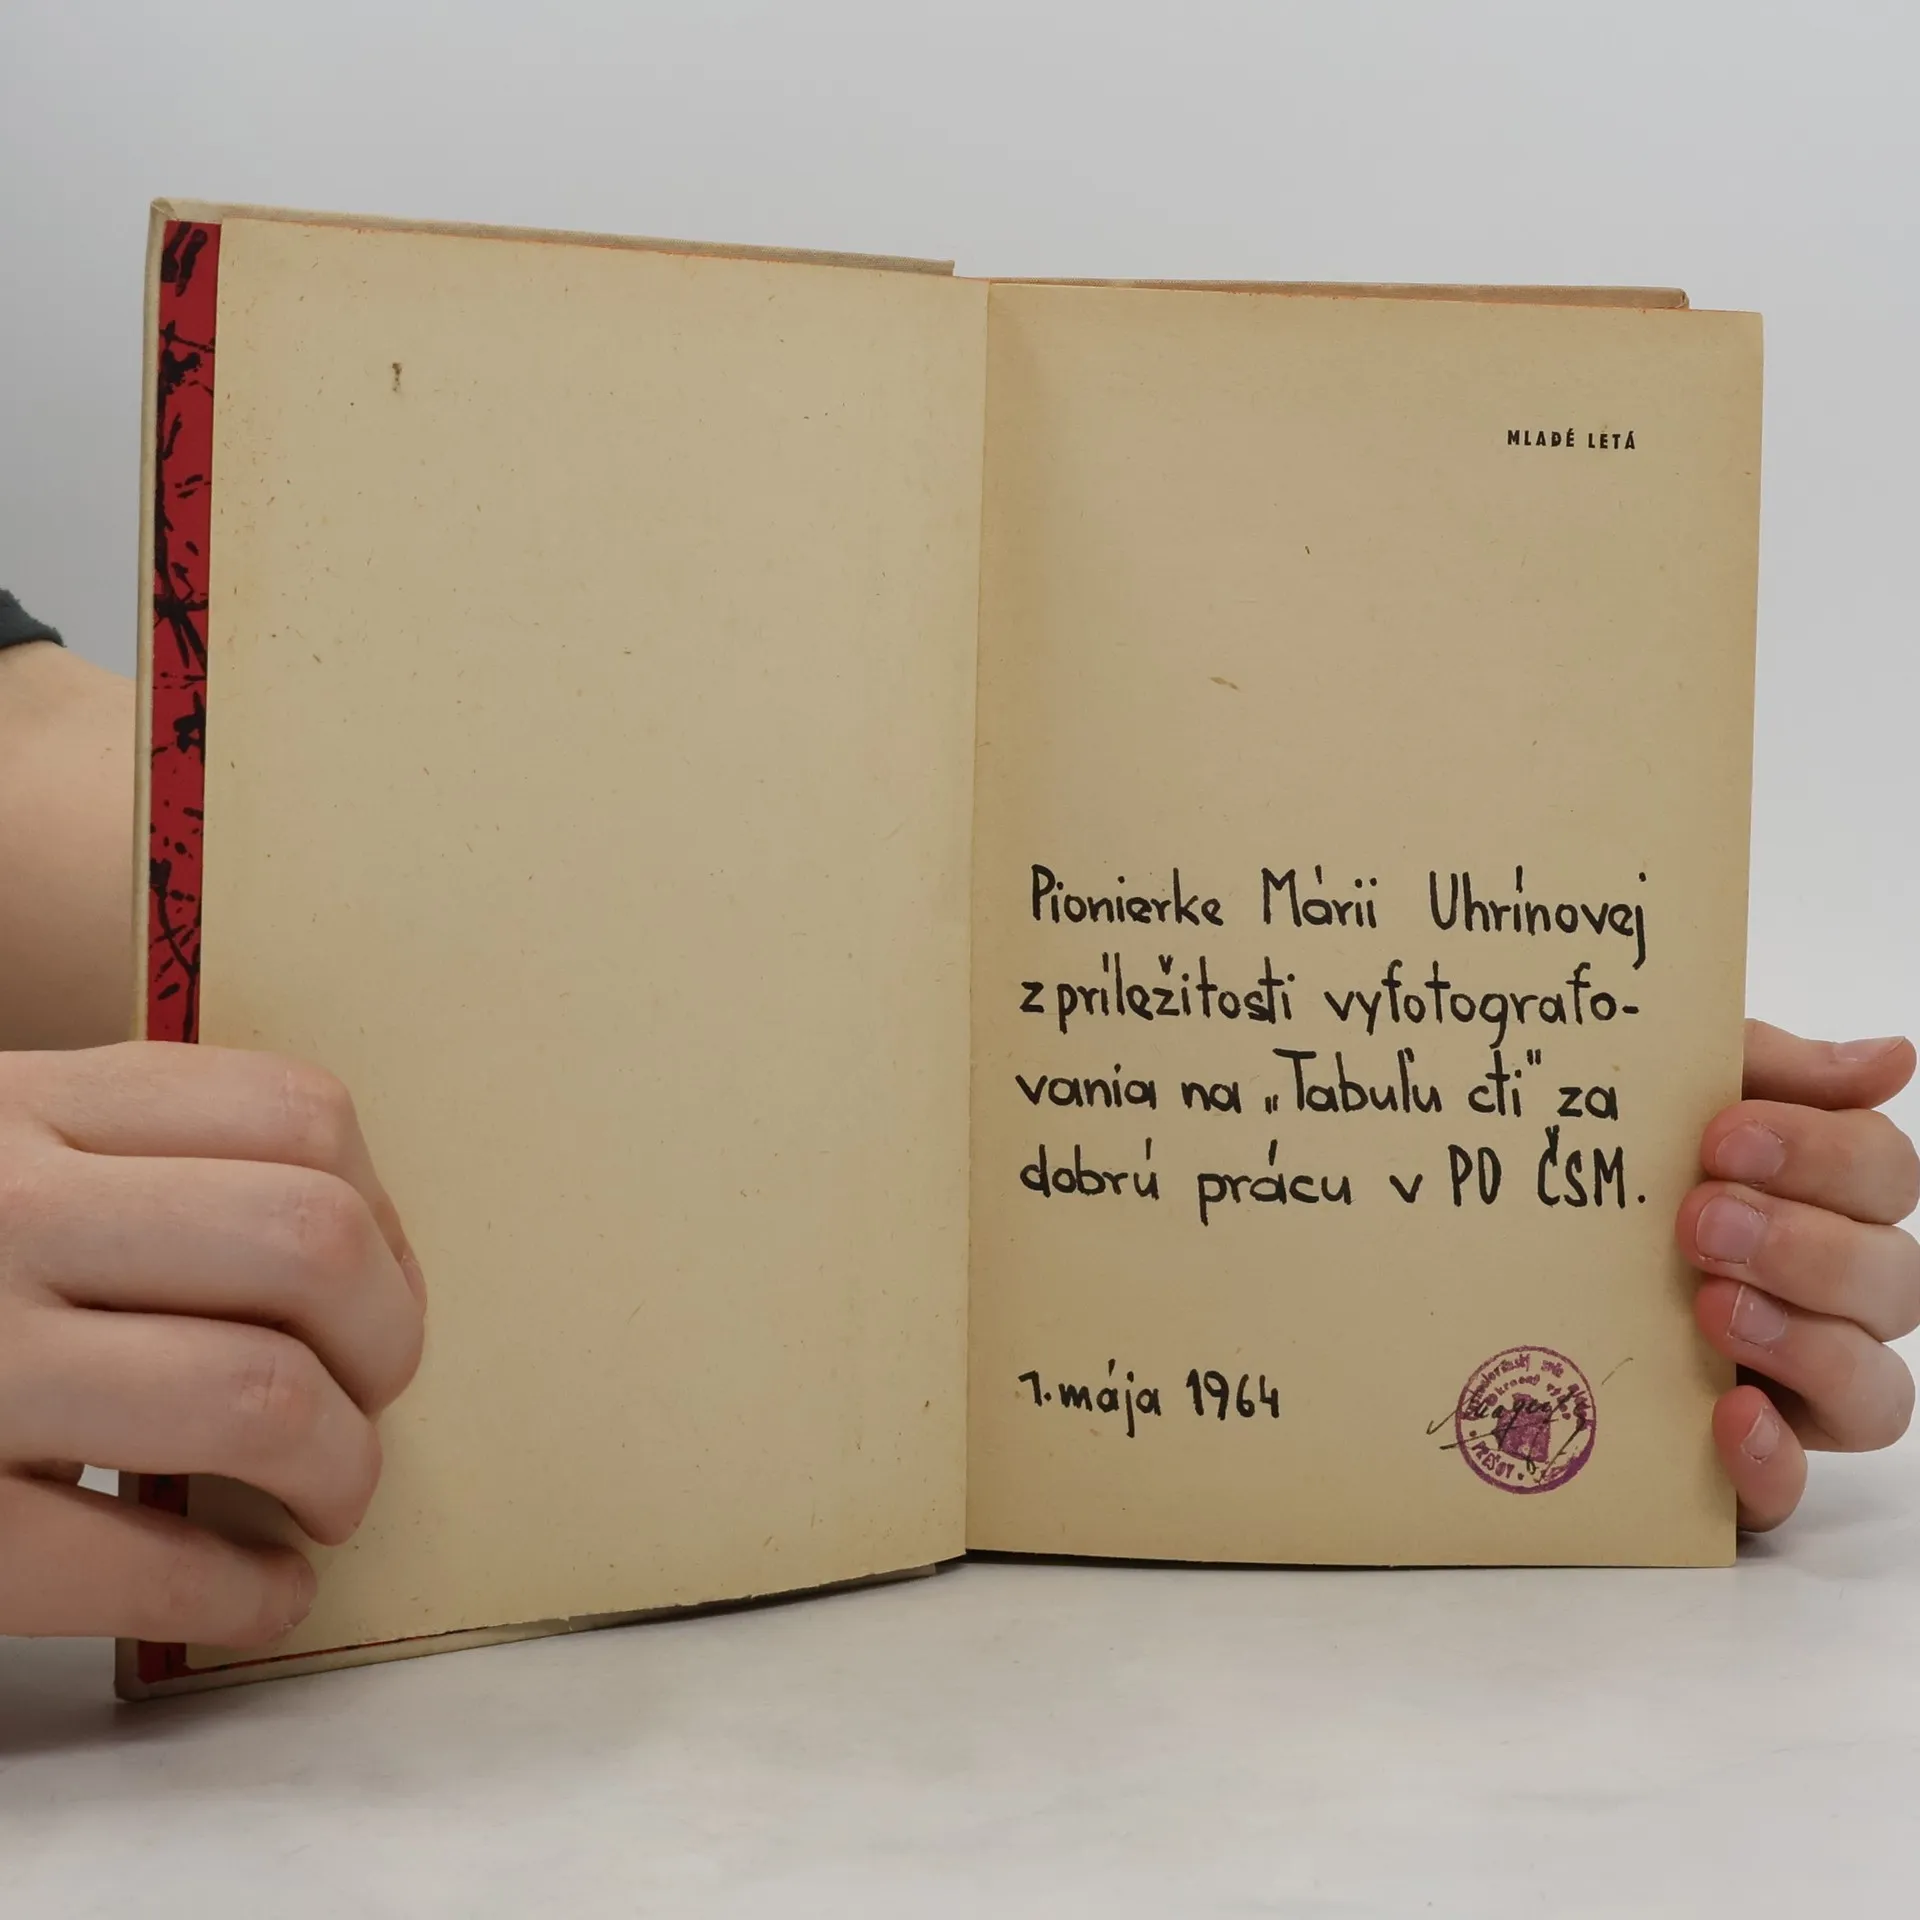 MLADÉ LETÁ
Pionierke Márii Uhrínovej
z príležitosti vyfotografo-
vania na „Tabuľu cti" za
dobrú prácu v PO ČSM.
1. mája 1964